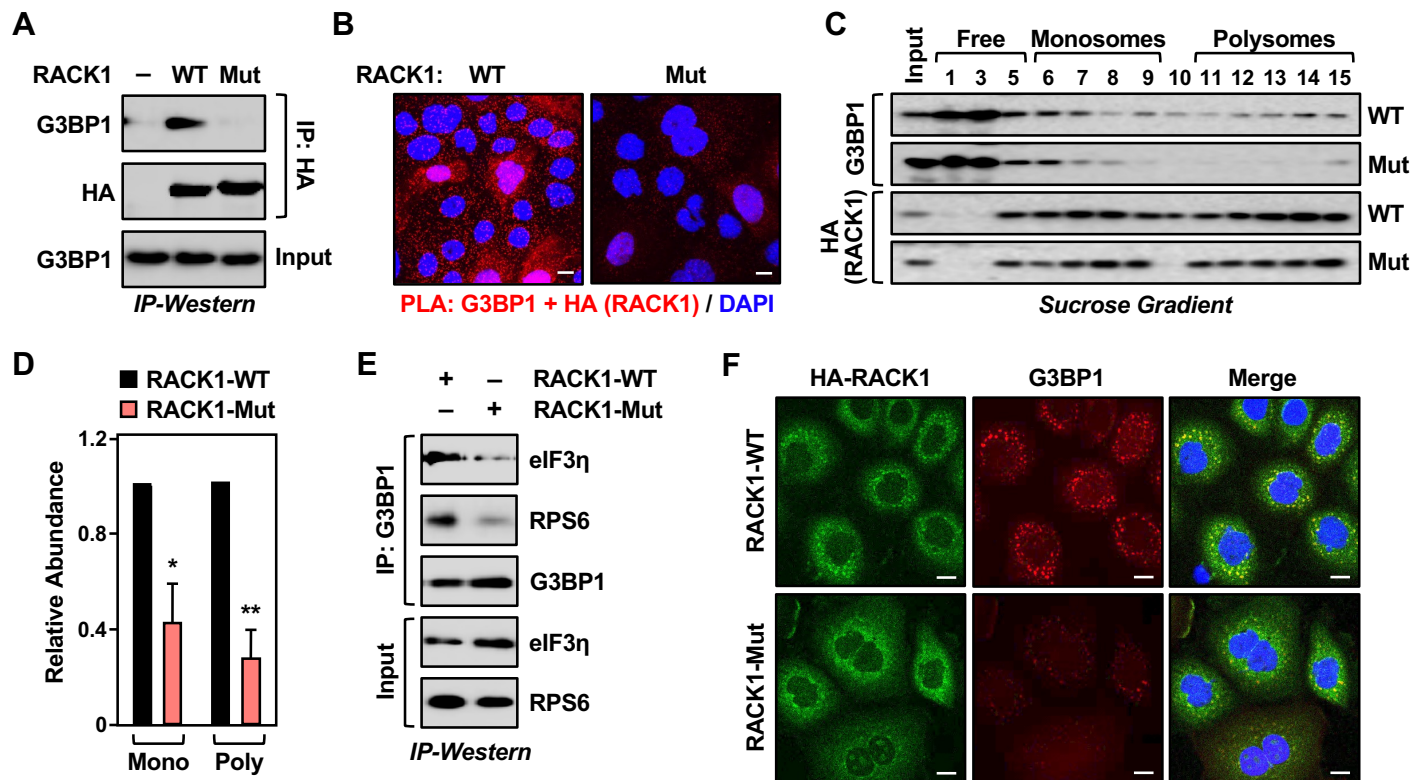 A
RACK1 – WT Mut
G3BP1
HA
IP: HA
G3BP1 Input
IP-Western
B
RACK1: WT Mut
PLA: G3BP1 + HA (RACK1) / DAPI
C
Input Free Monosomes Polysomes
1 3 5 6 7 8 9 10 11 12 13 14 15
G3BP1
WT
Mut
HA
(RACK1)
WT
Mut
Sucrose Gradient
D
RACK1-WT
RACK1-Mut
Relative Abundance
1.2
0.8
0.4
0
*
**
Mono Poly
E
+ – RACK1-WT
– + RACK1-Mut
IP: G3BP1
eIF3η
RPS6
G3BP1
Input
eIF3η
RPS6
IP-Western
F
HA-RACK1 G3BP1 Merge
RACK1-WT
RACK1-Mut